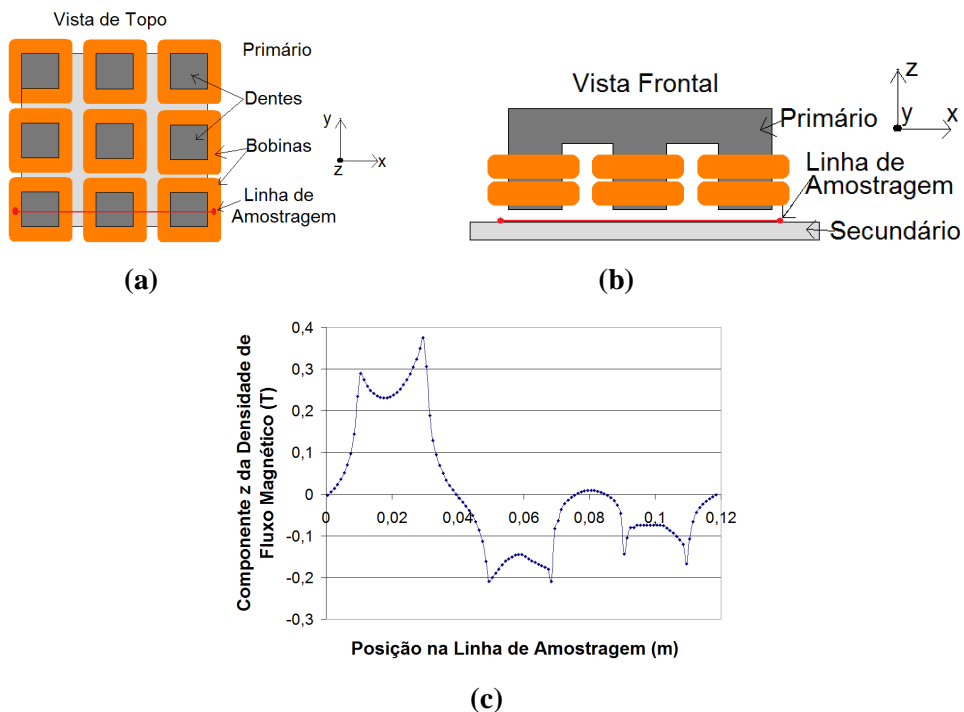 Vista de Topo
Primário
Dentes
Bobinas
Linha de
Amostragem
y
z
x
(a)
Vista Frontal
Primário
Linha de
Amostragem
Secundário
z
y
x
(b)
Componente z da Densidade de
Fluxo Magnético (T)
0,4
0,3
0,2
0,1
0
-0,1
-0,2
-0,3
0
0,02
0,04
0,06
0,08
0,1
0,12
Posição na Linha de Amostragem (m)
(c)